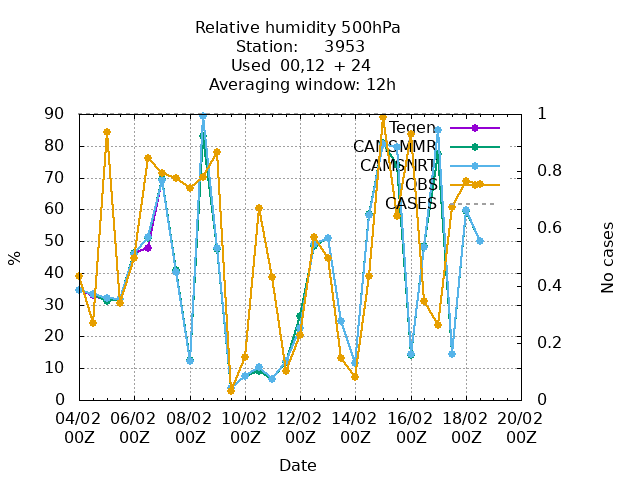 Relative humidity 500hPa
Station: 3953
Used 00,12 + 24
Averaging window: 12h
90 1
80
70 0.8
60 0.6
50
40 0.4
30
20 0.2
10
0 0
Tegen
CAMSMMR
CAMSNRT
OBS
CASES
%
No cases
04/02 06/02 08/02 10/02 12/02 14/02 16/02 18/02 20/02
00Z 00Z 00Z 00Z 00Z 00Z 00Z 00Z 00Z
Date